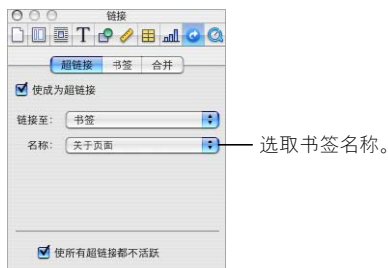 链接
超链接 书签 合并
使成为超链接
链接至： 书签
名称： 关于页面
选取书签名称。
使所有超链接都不活跃